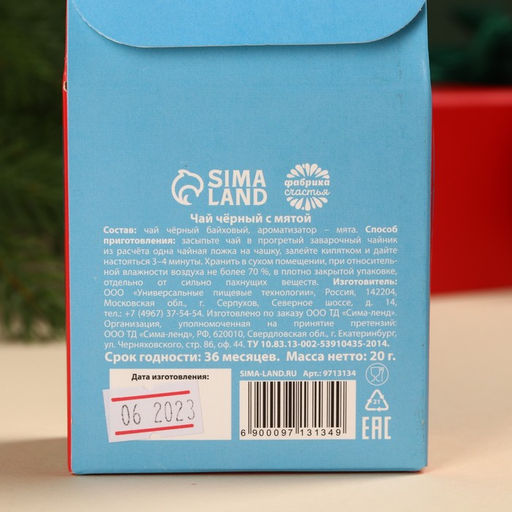 SIMA
LAND
фабрика
счастья
Чай чёрный с мятой
Состав: чай чёрный байховый, ароматизатор – мята. Способ
приготовления: засыпьте чай в прогретый заварочный чайник
из расчёта одна чайная ложка на чашку, залейте кипятком и дайте
настояться 3–4 минуты. Хранить в сухом помещении, при относитель-
ной влажности воздуха не более 70 %, в плотно закрытой упаковке,
отдельно от сильно пахнущих веществ. Изготовитель:
ООО «Универсальные пищевые технологии», Россия, 142204,
Московская обл., г. Серпухов, Северное шоссе, д. 14,
тел.: +7 (4967) 37-54-54. Изготовлено по заказу ООО ТД «Сима-ленд»
Организация, уполномоченная на принятие претензий:
ООО ТД «Сима-ленд», РФ, 620010, Свердловская обл., г. Екатеринбург,
ул. Черняховского, стр. 86, оф. 44. ТУ 10.83.13-002-53910435-2014.
Срок годности: 36 месяцев. Масса нетто: 20 г.
Дата изготовления:
06 2023
SIMA-LAND.RU Арт.: 9713134
6 900097 131349
21
EAC